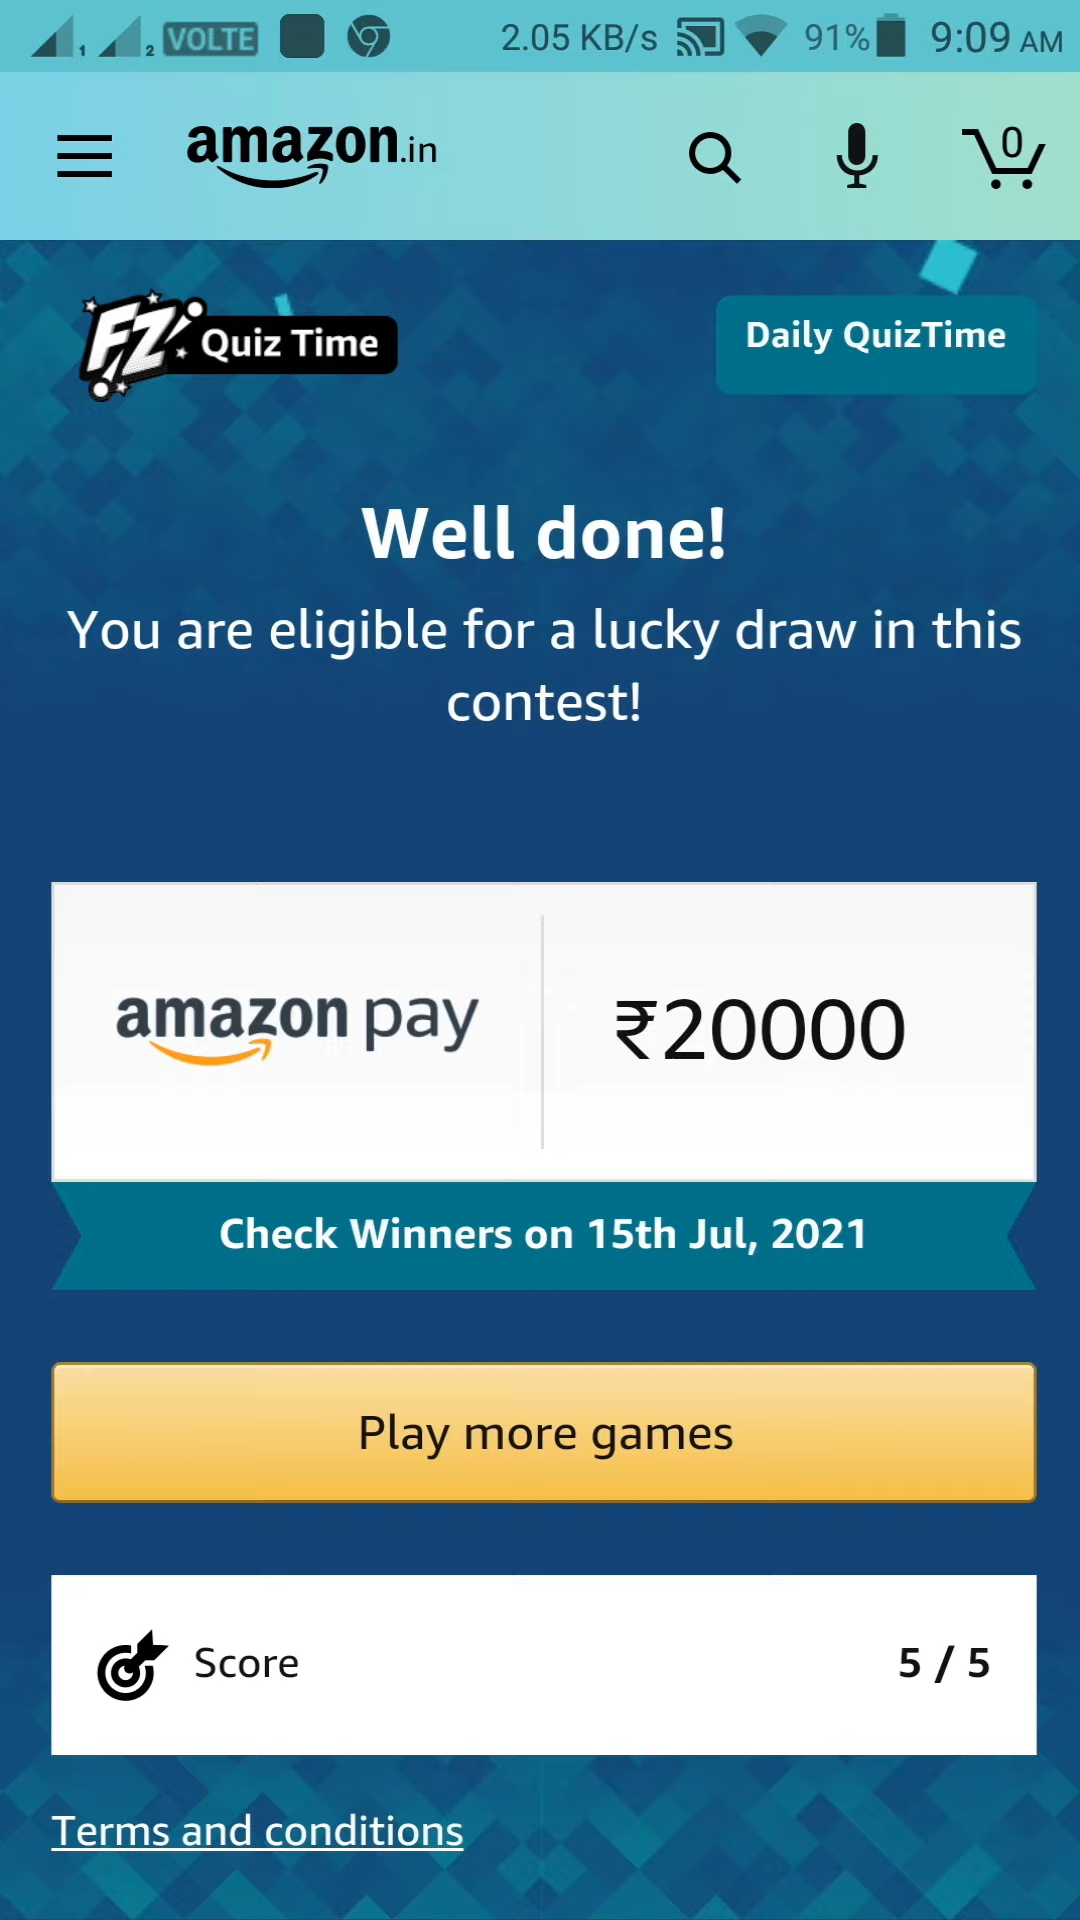 1 2 VOLTE 2.05 KB/s 91% 9:09 AM
amazon.in 0
FZ Quiz Time
Daily QuizTime
Well done!
You are eligible for a lucky draw in this
contest!
amazon pay ₹20000
Check Winners on 15th Jul, 2021
Play more games
Score 5 / 5
Terms and conditions